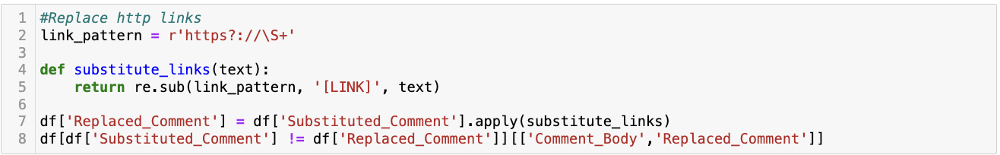 1 #Replace http links
2 link_pattern = r'https?://\S+'
3
4 def substitute_links(text):
5     return re.sub(link_pattern, '[LINK]', text)
6
7 df['Replaced_Comment'] = df['Substituted_Comment'].apply(substitute_links)
8 df[df['Substituted_Comment'] != df['Replaced_Comment']][['Comment_Body','Replaced_Comment']]